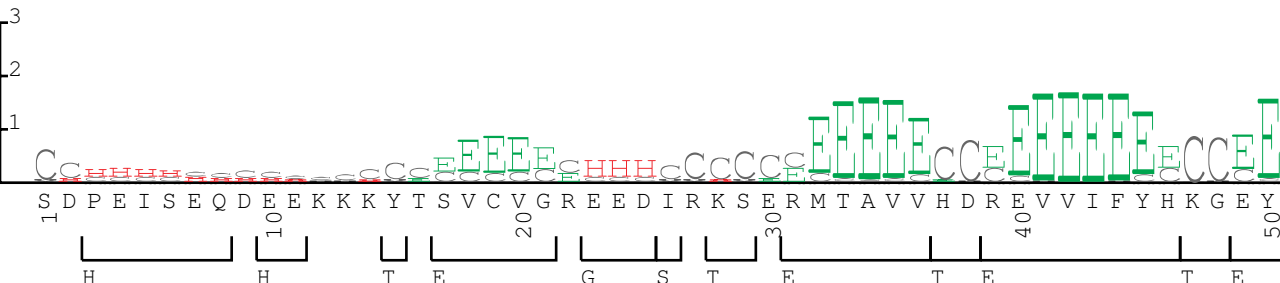 3
2
1
C C H H H H C C E E E E E C H H H C C C C C C E E E E E C C E E E E E E E E C C E E
S D P E I S E Q D E E K K K Y T S V C V G R E E D I R K S E R M T A V V H D R E V V I F Y H K G E Y
1 10 20 30 40 50
H H T E G S T E T E T E